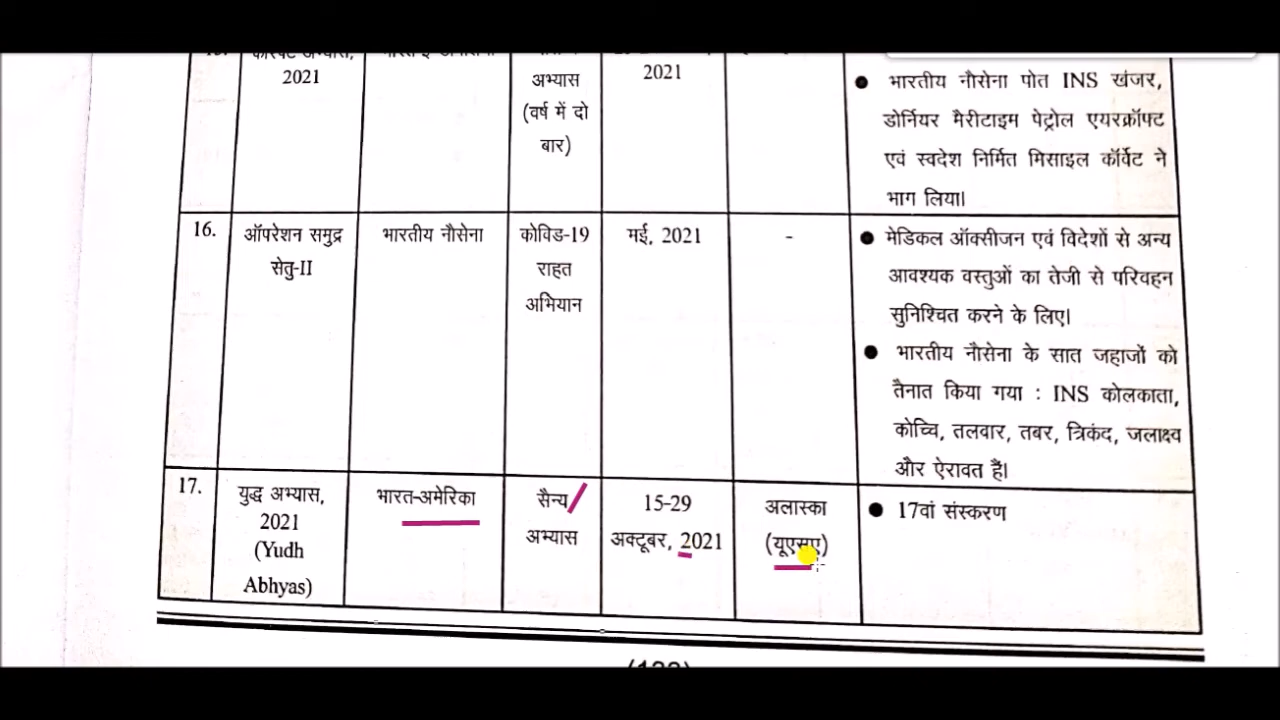 2021
अभ्यास
(वर्ष में दो
बार)
2021
● भारतीय नौसेना पोत INS खंजर,
डोर्नियर मैरीटाइम पेट्रोल एयरक्रॉफ्ट
एवं स्वदेश निर्मित मिसाइल कॉर्वेट ने
भाग लिया।
16.
ऑपरेशन समुद्र
सेतु-II
भारतीय नौसेना
कोविड-19
राहत
अभियान
मई, 2021
-
● मेडिकल ऑक्सीजन एवं विदेशों से अन्य
आवश्यक वस्तुओं का तेजी से परिवहन
सुनिश्चित करने के लिए।
● भारतीय नौसेना के सात जहाजों को
तैनात किया गया : INS कोलकाता,
कोच्चि, तलवार, तबर, त्रिकंद, जलाक्ष्व
और ऐरावत हैं।
17.
युद्ध अभ्यास,
2021
(Yudh
Abhyas)
भारत-अमेरिका
सैन्य
अभ्यास
15-29
अक्टूबर, 2021
अलास्का
(यूएसए)
● 17वां संस्करण